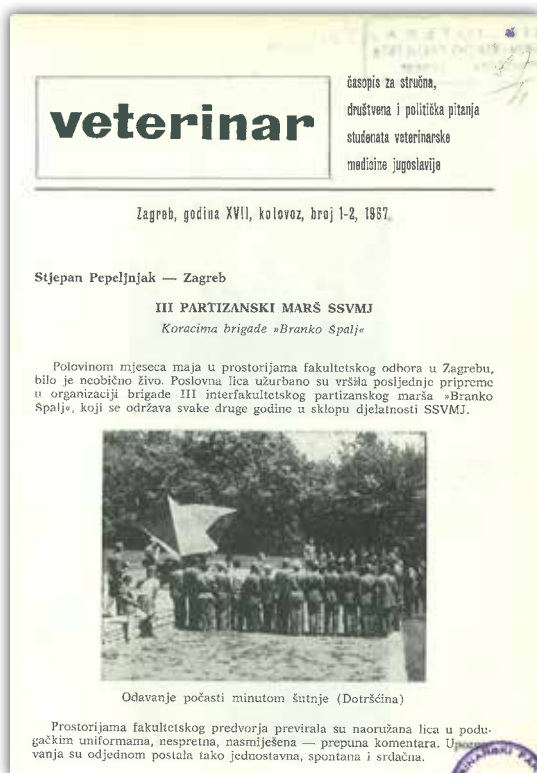 veterinar
časopis za stručna,
društvena i politička pitanja
studenata veterinarske
medicine jugoslavije
Zagreb, godina XVII, kolovoz, broj 1-2, 1967.
Stjepan Pepeljnjak — Zagreb
III PARTIZANSKI MARŠ SSVMJ
Koracima brigade »Branko Špalj«
Polovinom mjeseca maja u prostorijama fakultetskog odbora u Zagrebu,
bilo je neobično živo. Poslovna lica užurbano su vršila posljednje pripreme
u organizaciji brigade III interfakultetskog partizanskog marša »Branko
Špalj«, koji se održava svake druge godine u sklopu djelatnosti SSVMJ.
Odavanje počasti minutom šutnje (Dotršćina)
Prostorijama fakultetskog predvorja previrala su naoružana lica u podu-
gačkim uniformama, nespretna, nasmiješena — prepuna komentara. Upozna-
vanja su odjednom postala tako jednostavna, spontana i srdačna.